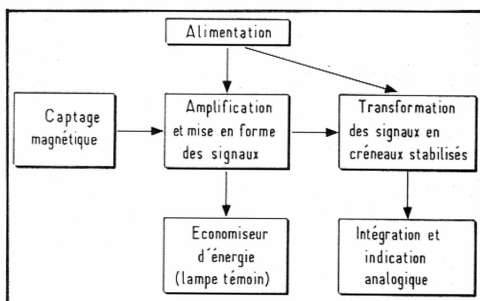 Alimentation
Captage
magnétique
Amplification
et mise en forme
des signaux
Transformation
des signaux en
créneaux stabilisés
Economiseur
d'énergie
(lampe témoin)
Intégration et
indication
analogique